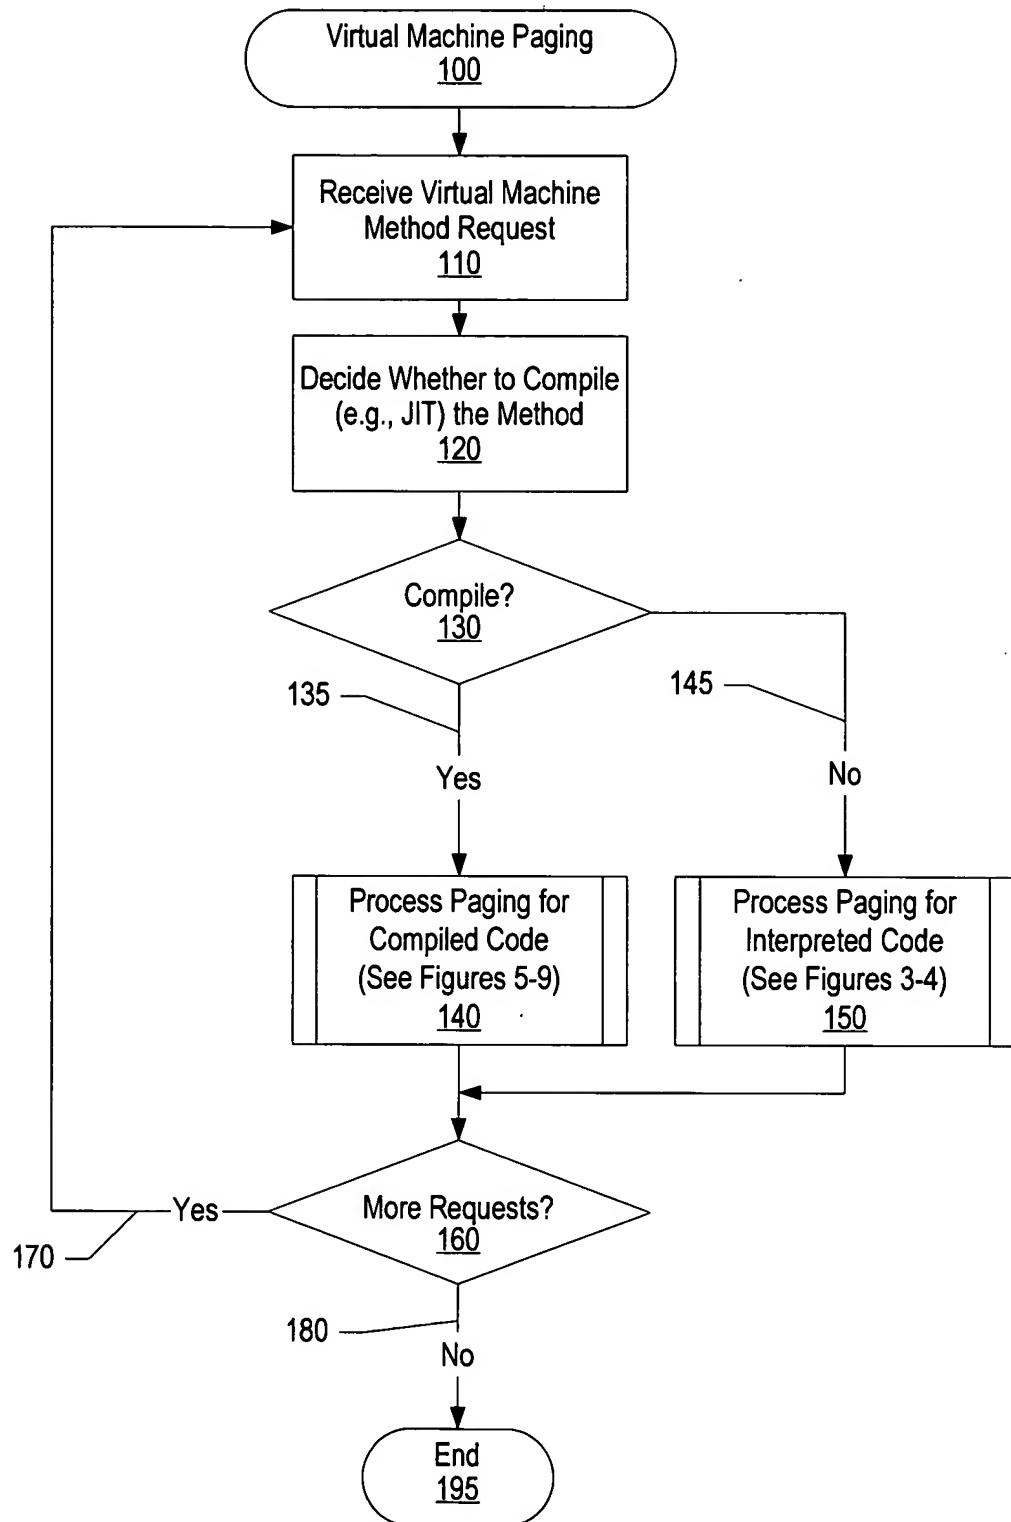 Virtual Machine Paging
100
Receive Virtual Machine
Method Request
110
Decide Whether to Compile
(e.g., JIT) the Method
120
Compile?
130
135
145
Yes
No
Process Paging for
Compiled Code
(See Figures 5-9)
140
Process Paging for
Interpreted Code
(See Figures 3-4)
150
More Requests?
160
Yes
170
180
No
End
195